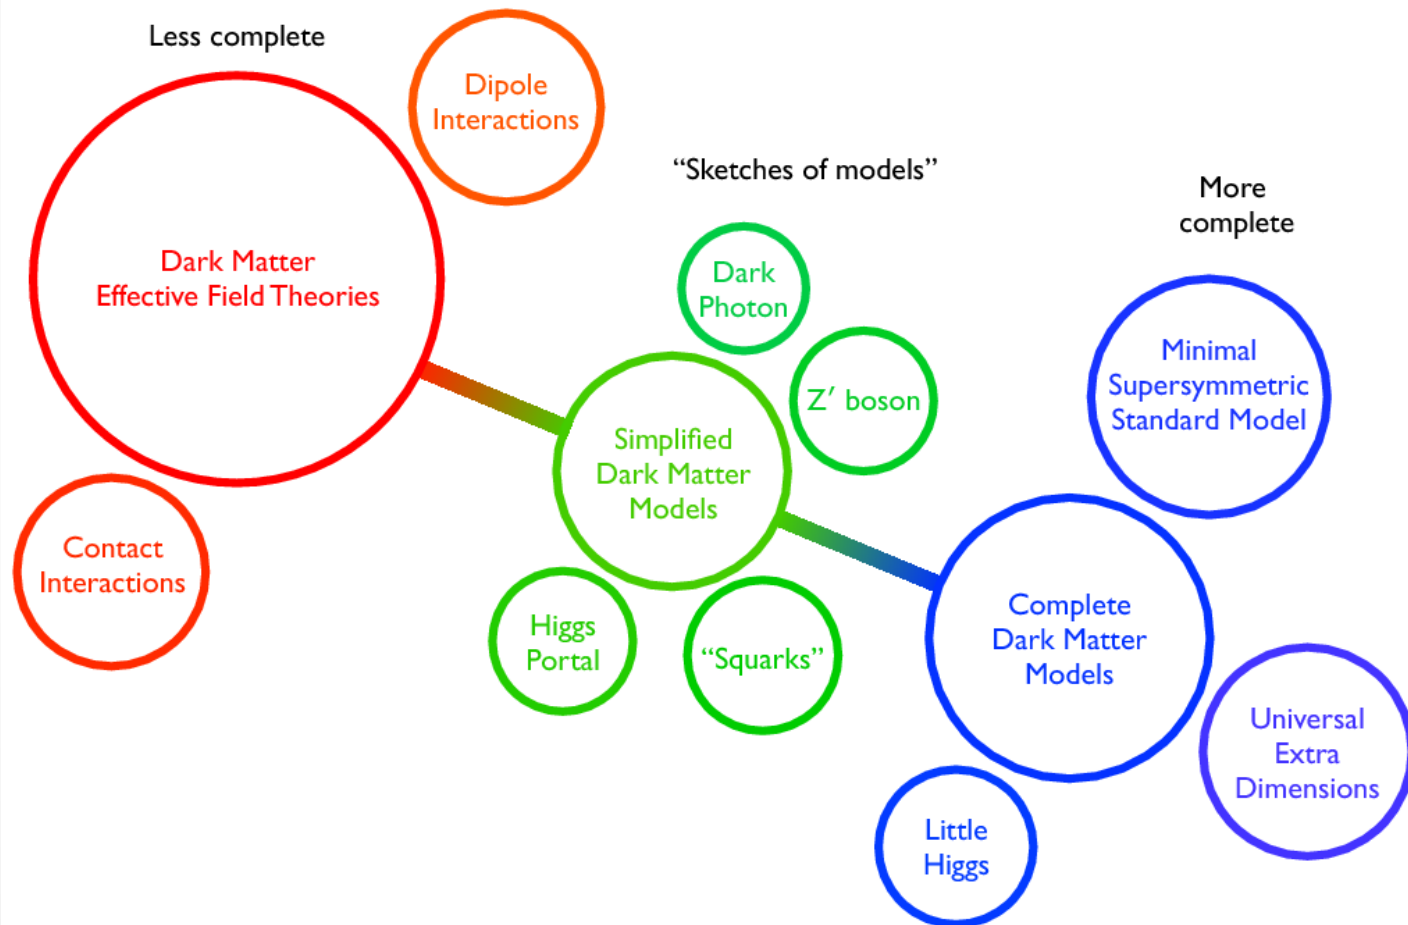 Less complete
Dipole
Interactions
Dark Matter
Effective Field Theories
Contact
Interactions
“Sketches of models”
Dark
Photon
Z′ boson
Simplified
Dark Matter
Models
Higgs
Portal
“Squarks”
More
complete
Minimal
Supersymmetric
Standard Model
Complete
Dark Matter
Models
Universal
Extra
Dimensions
Little
Higgs